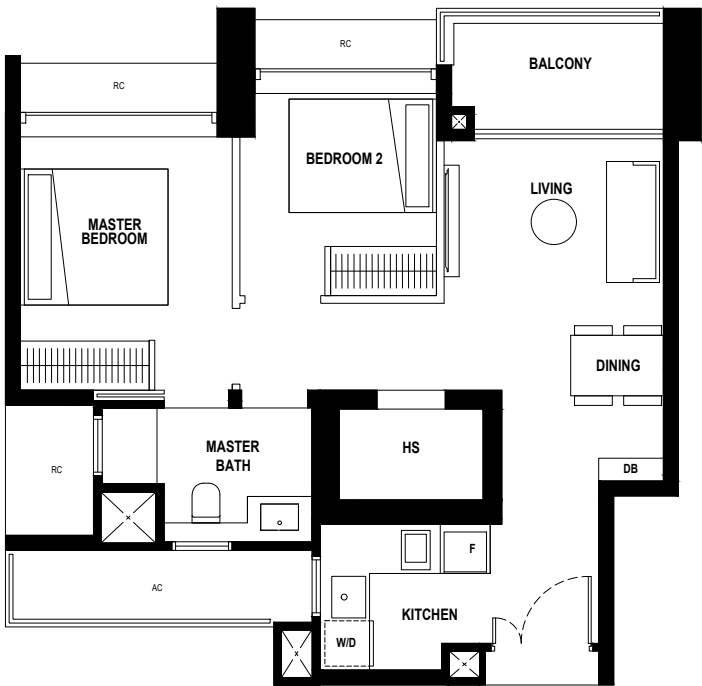 RC
BALCONY
RC
BEDROOM 2
LIVING
MASTER
BEDROOM
DINING
MASTER
BATH
HS
RC
DB
F
AC
KITCHEN
W/D